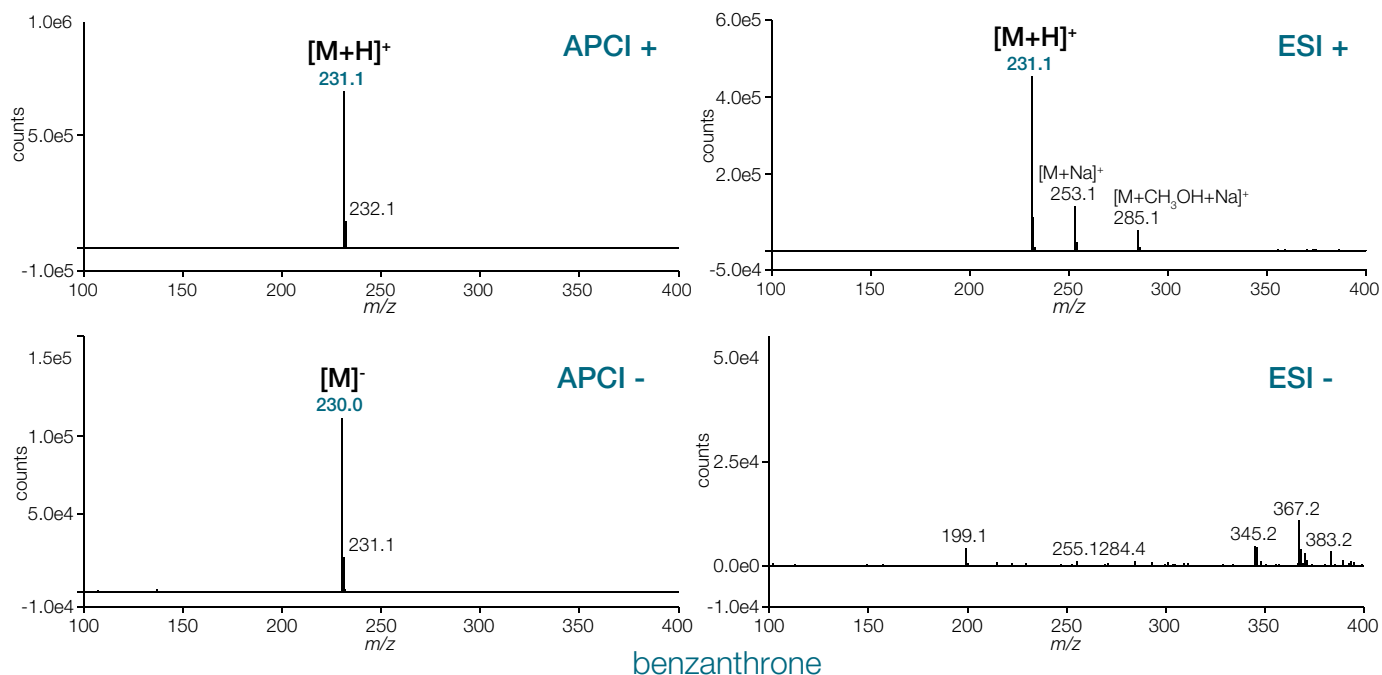 1.0e6
[M+H]+
231.1
APCI +
counts
5.0e5
232.1
-1.0e5
100 150 200 250 300 350 400
m/z
6.0e5
[M+H]+
231.1
ESI +
4.0e5
counts
2.0e5
[M+Na]+
253.1
[M+CH3OH+Na]+
285.1
-5.0e4
100 200 250 300 350 400
m/z
1.5e5
[M]-
230.0
APCI -
1.0e5
counts
5.0e4
231.1
-1.0e4
100 150 200 250 300 350 400
m/z
5.0e4
ESI -
counts
2.5e4
367.2
199.1 255.1 284.4 345.2 383.2
0.0e0
-1.0e4
100 150 200 250 300 350 400
m/z
benzanthrone